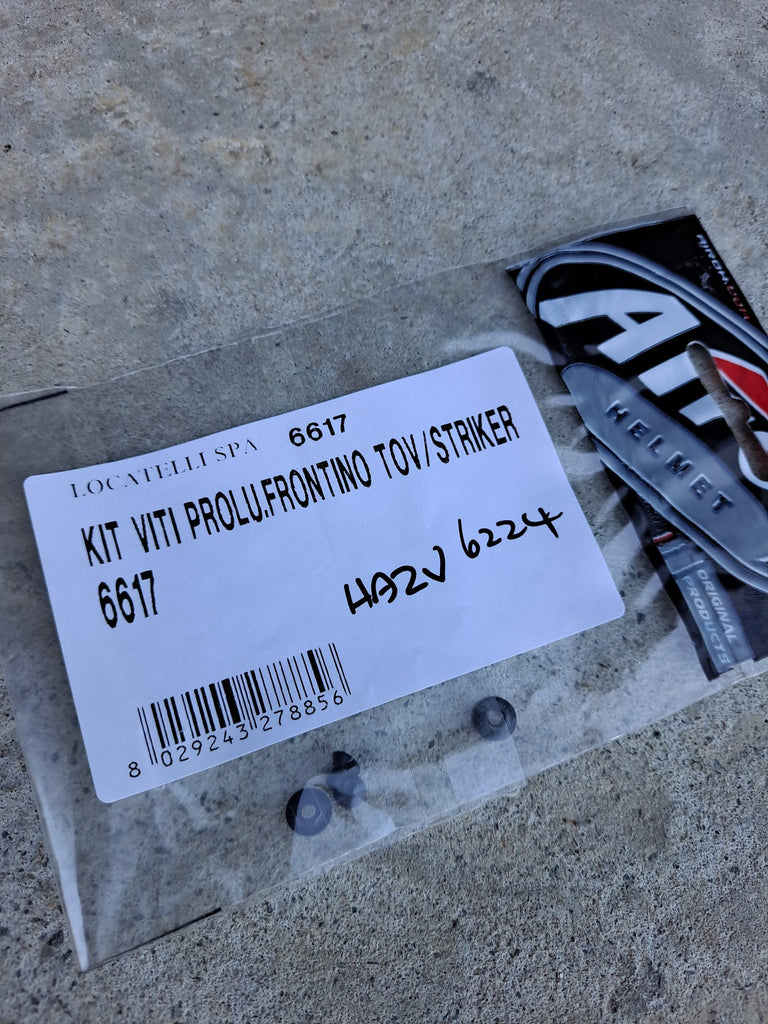 LOCATELLI SPA 6617
KIT VITI PROLU.FRONTINO TOV/STRIKER
6617
HA2V 6224
8 029243 278856
HELMET
ORIGINAL
PRODUCTS